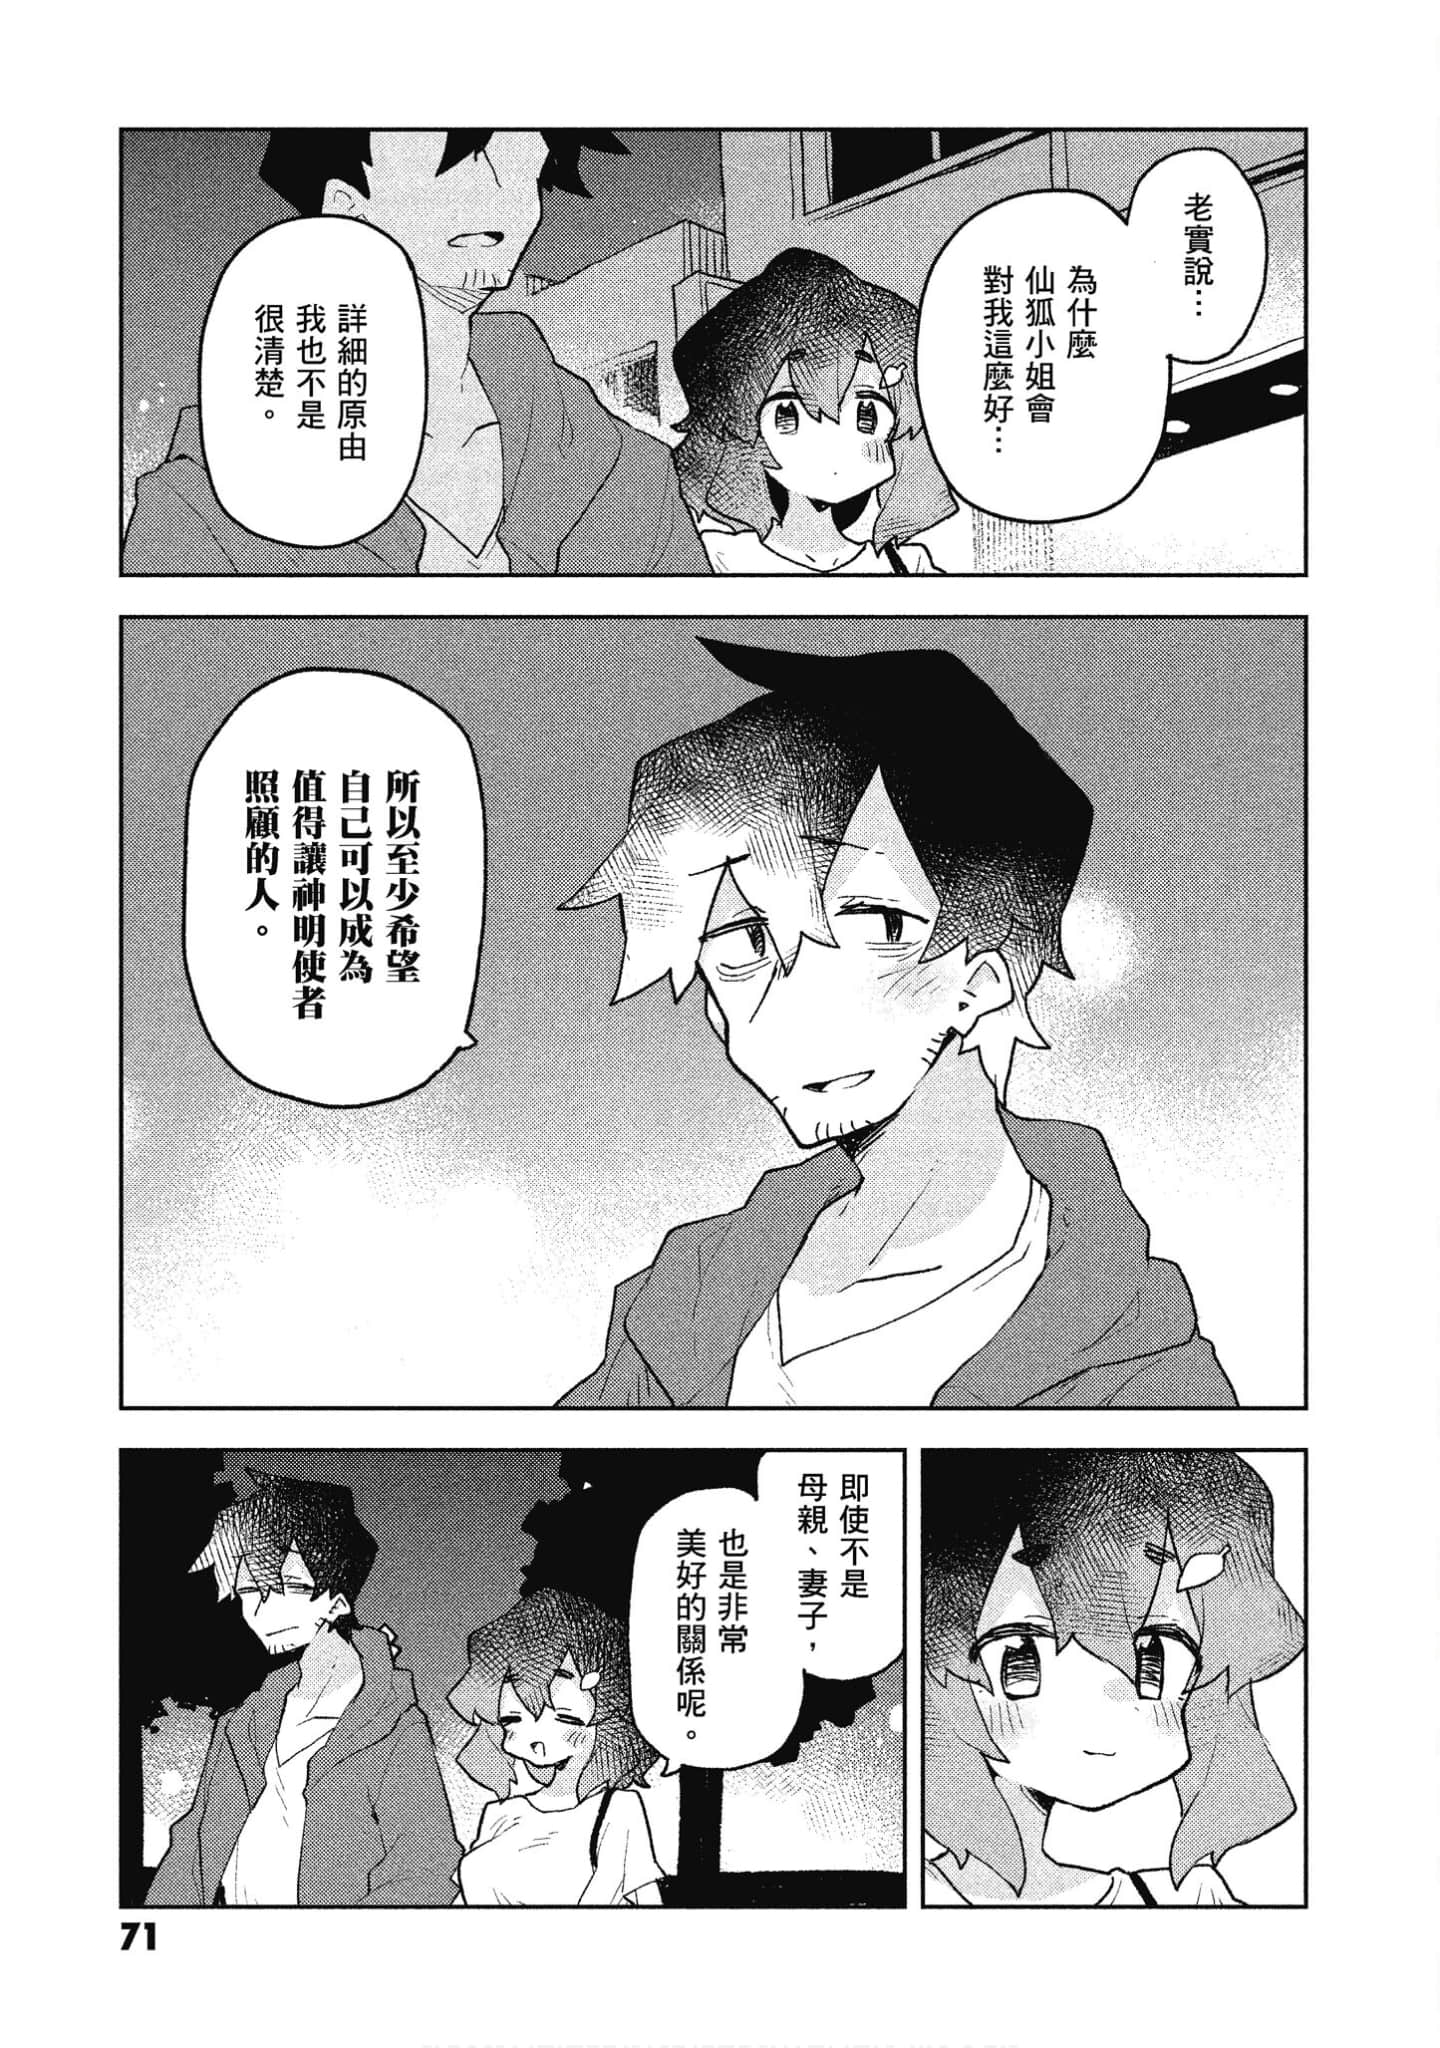 老實說…
為什麼
仙狐小姐會
對我這麼好…
詳細的原由
我也不是
很清楚。
所以至少希望
自己可以成為
值得讓神明使者
照顧的人。
即使不是
母親、妻子，
也是非常
美好的關係呢。
71